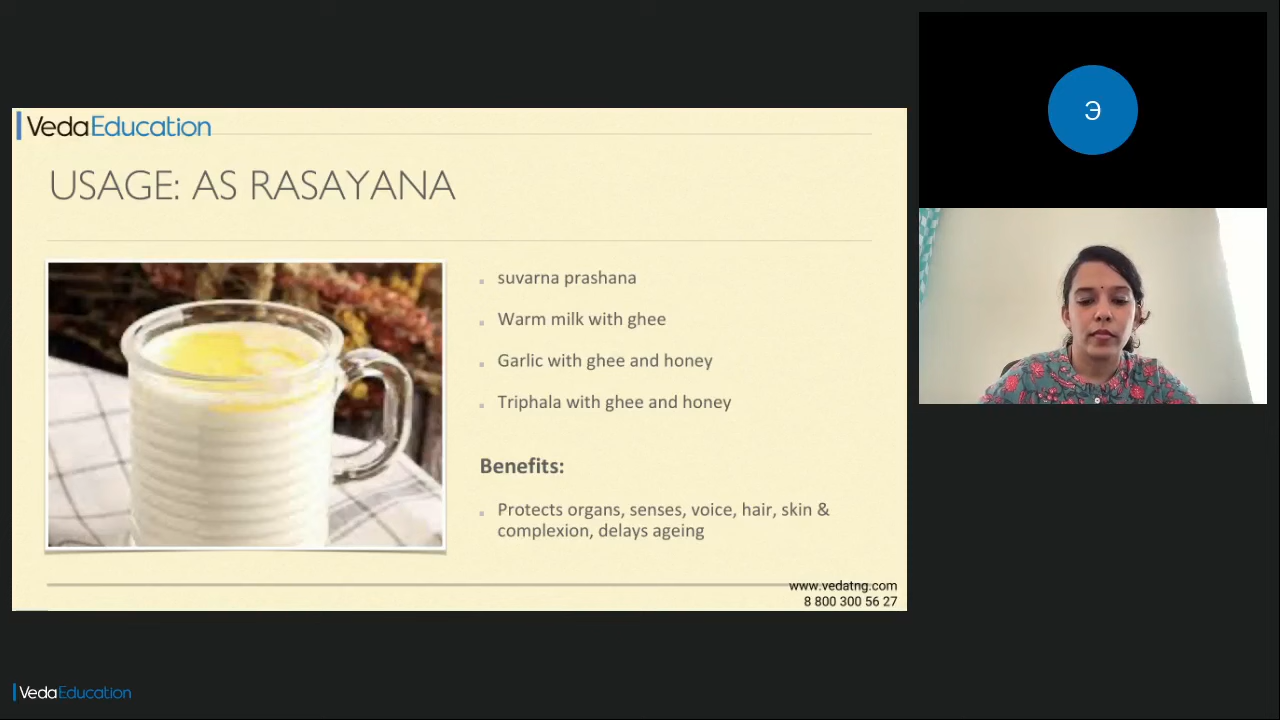 VedaEducation
USAGE: AS RASAYANA
suvarna prashana
Warm milk with ghee
Garlic with ghee and honey
Triphala with ghee and honey
Benefits:
Protects organs, senses, voice, hair, skin &
complexion, delays ageing
www.vedatng.com
8 800 300 56 27
Э
VedaEducation